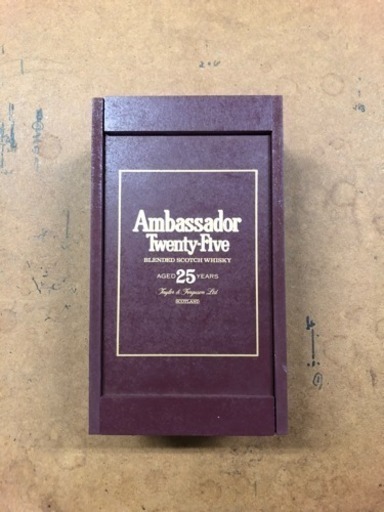 Ambassador
Twenty-Five
BLENDED SCOTCH WHISKY
AGED 25 YEARS
Taylor & Ferguson Ltd
SCOTLAND